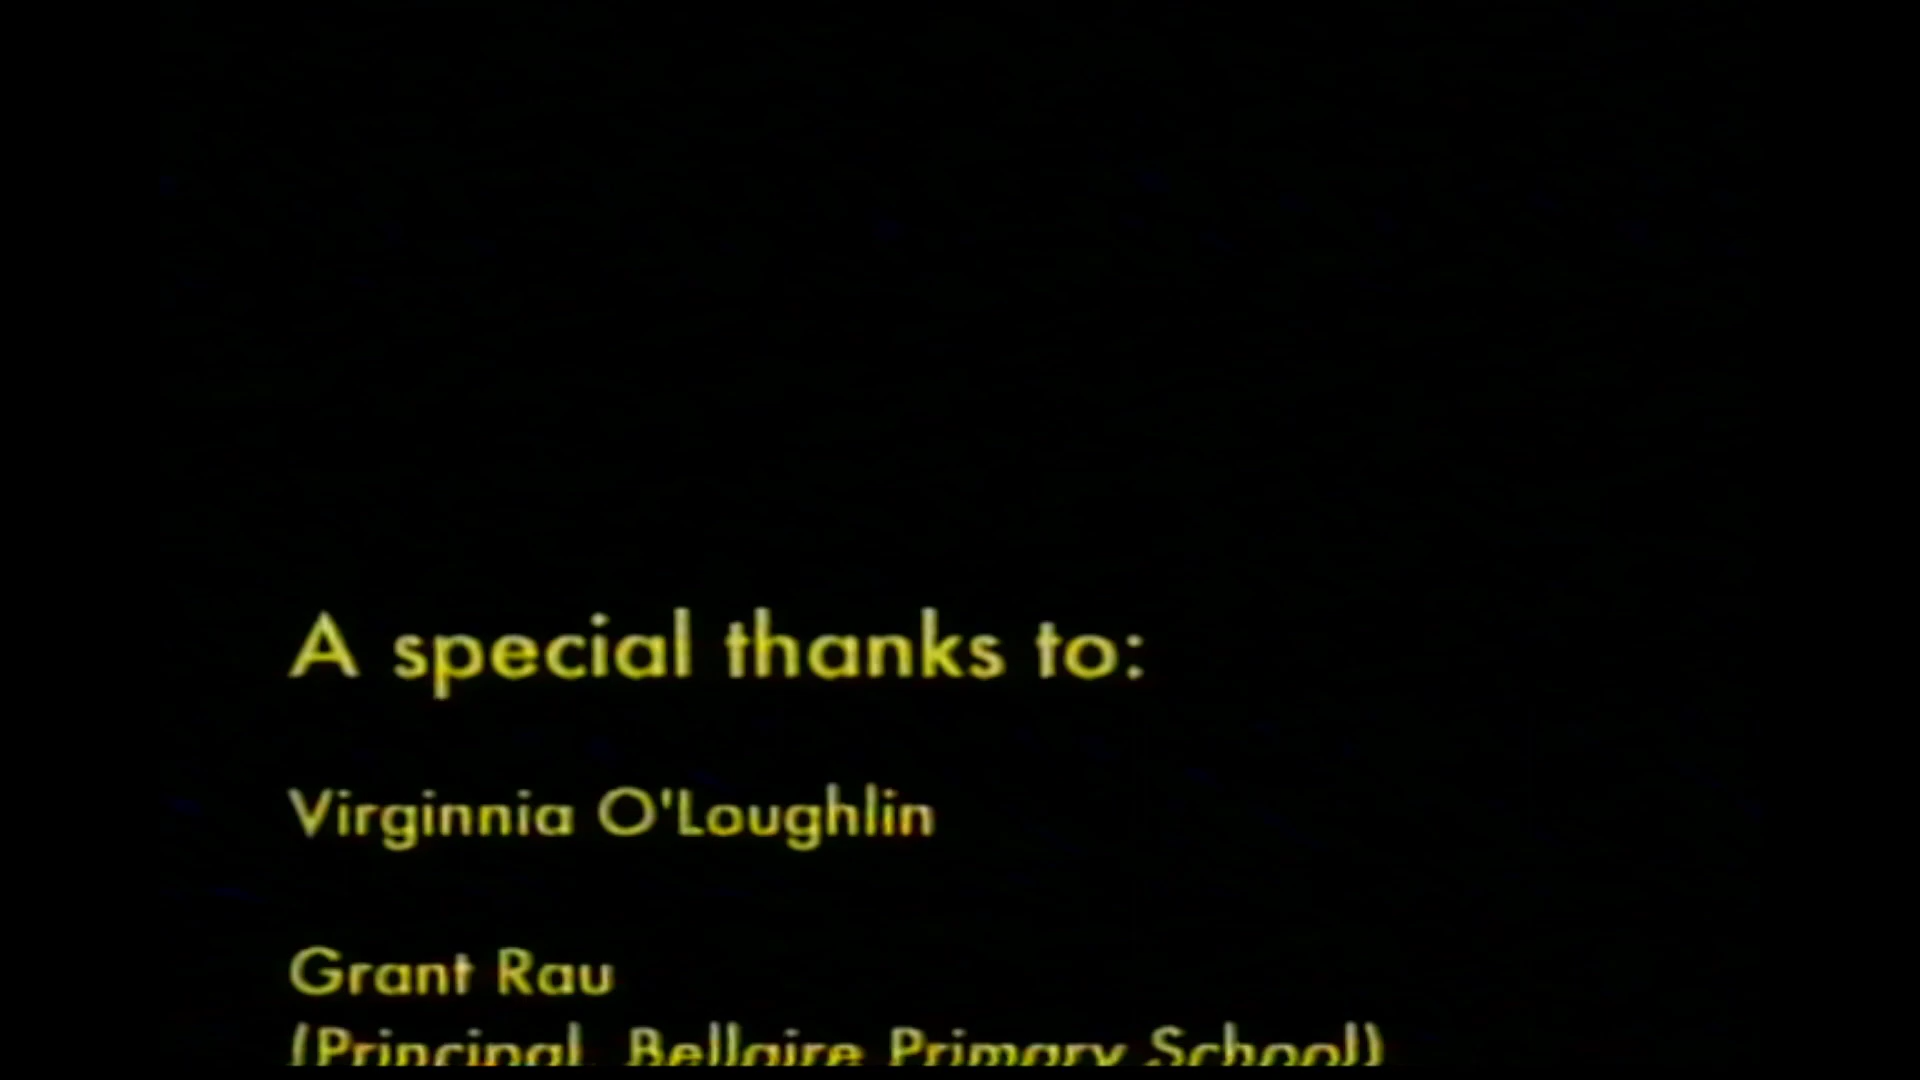 A special thanks to:
Virginnia O'Loughlin
Grant Rau
(Principal, Bellaire Primary School)